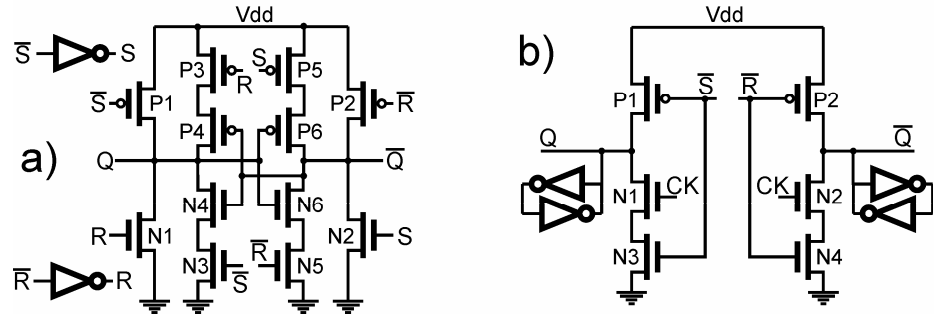 Vdd
S̅ S P3 S P5
R
S̅ P1 P2 R̅
P4 P6
a)
Q Q̅
N4 N6
R N1 R̅ N2 S
N3 S̅ N5
R̅ R
Vdd
b)
S̅ R̅
P1 P2
Q Q̅
CK CK
N1 N2
N3 N4